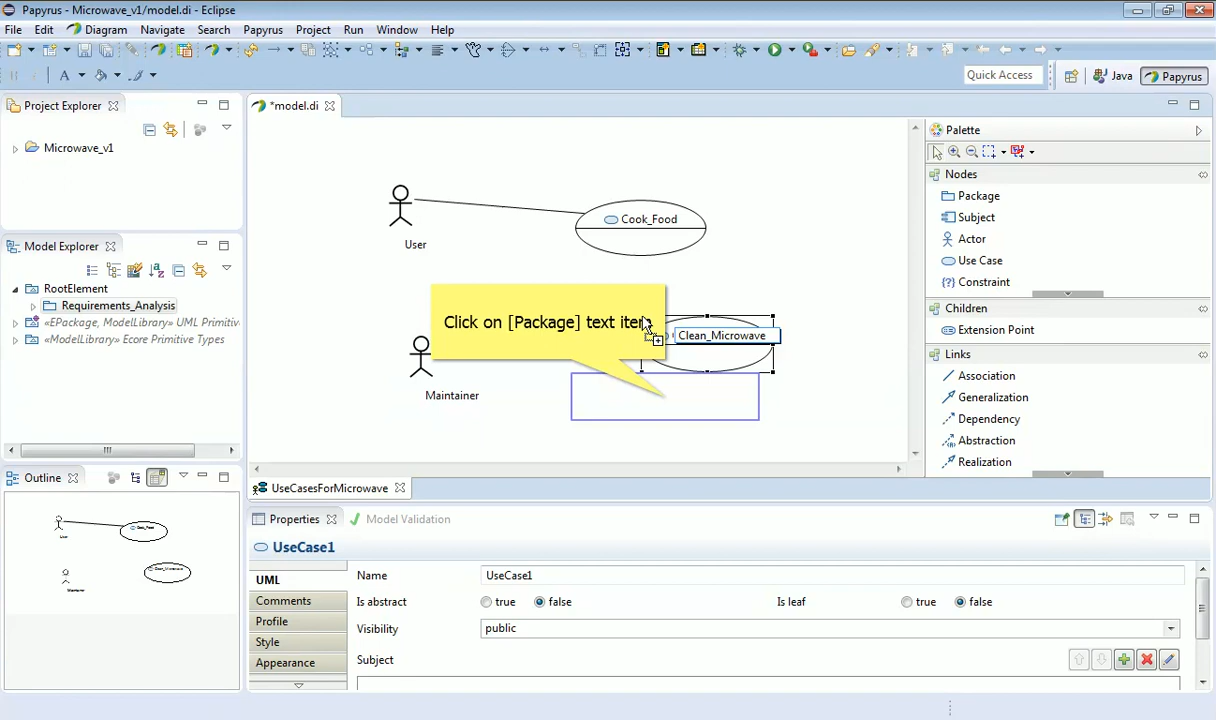 Papyrus - Microwave_v1/model.di - Eclipse
File Edit Diagram Navigate Search Papyrus Project Run Window Help
Quick Access Java Papyrus
Project Explorer
Microwave_v1
Model Explorer
RootElement
Requirements_Analysis
«EPackage, ModelLibrary» UML Primitiv
«ModelLibrary» Ecore Primitive Types
Outline
*model.di
User
Cook_Food
Click on [Package] text item
Clean_Microwave
Maintainer
UseCasesForMicrowave
Palette
Nodes
Package
Subject
Actor
Use Case
Constraint
Children
Extension Point
Links
Association
Generalization
Dependency
Abstraction
Realization
Properties Model Validation
UseCase1
UML
Comments
Profile
Style
Appearance
Name UseCase1
Is abstract true false Is leaf true false
Visibility public
Subject